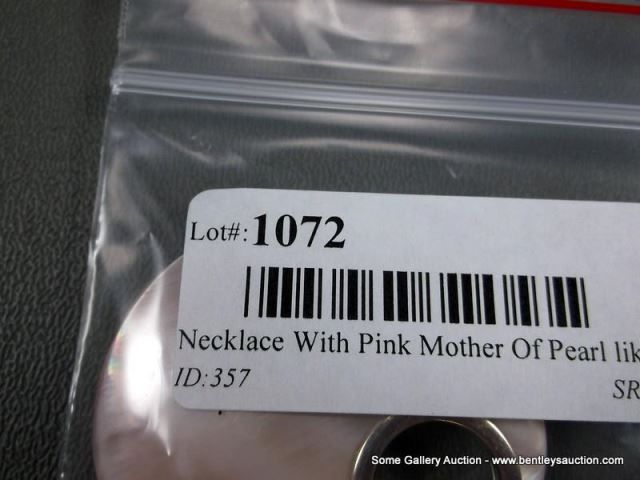 Lot#: 1072
Necklace With Pink Mother Of Pearl lik
ID:357
SR
Some Gallery Auction - www.bentleysauction.com